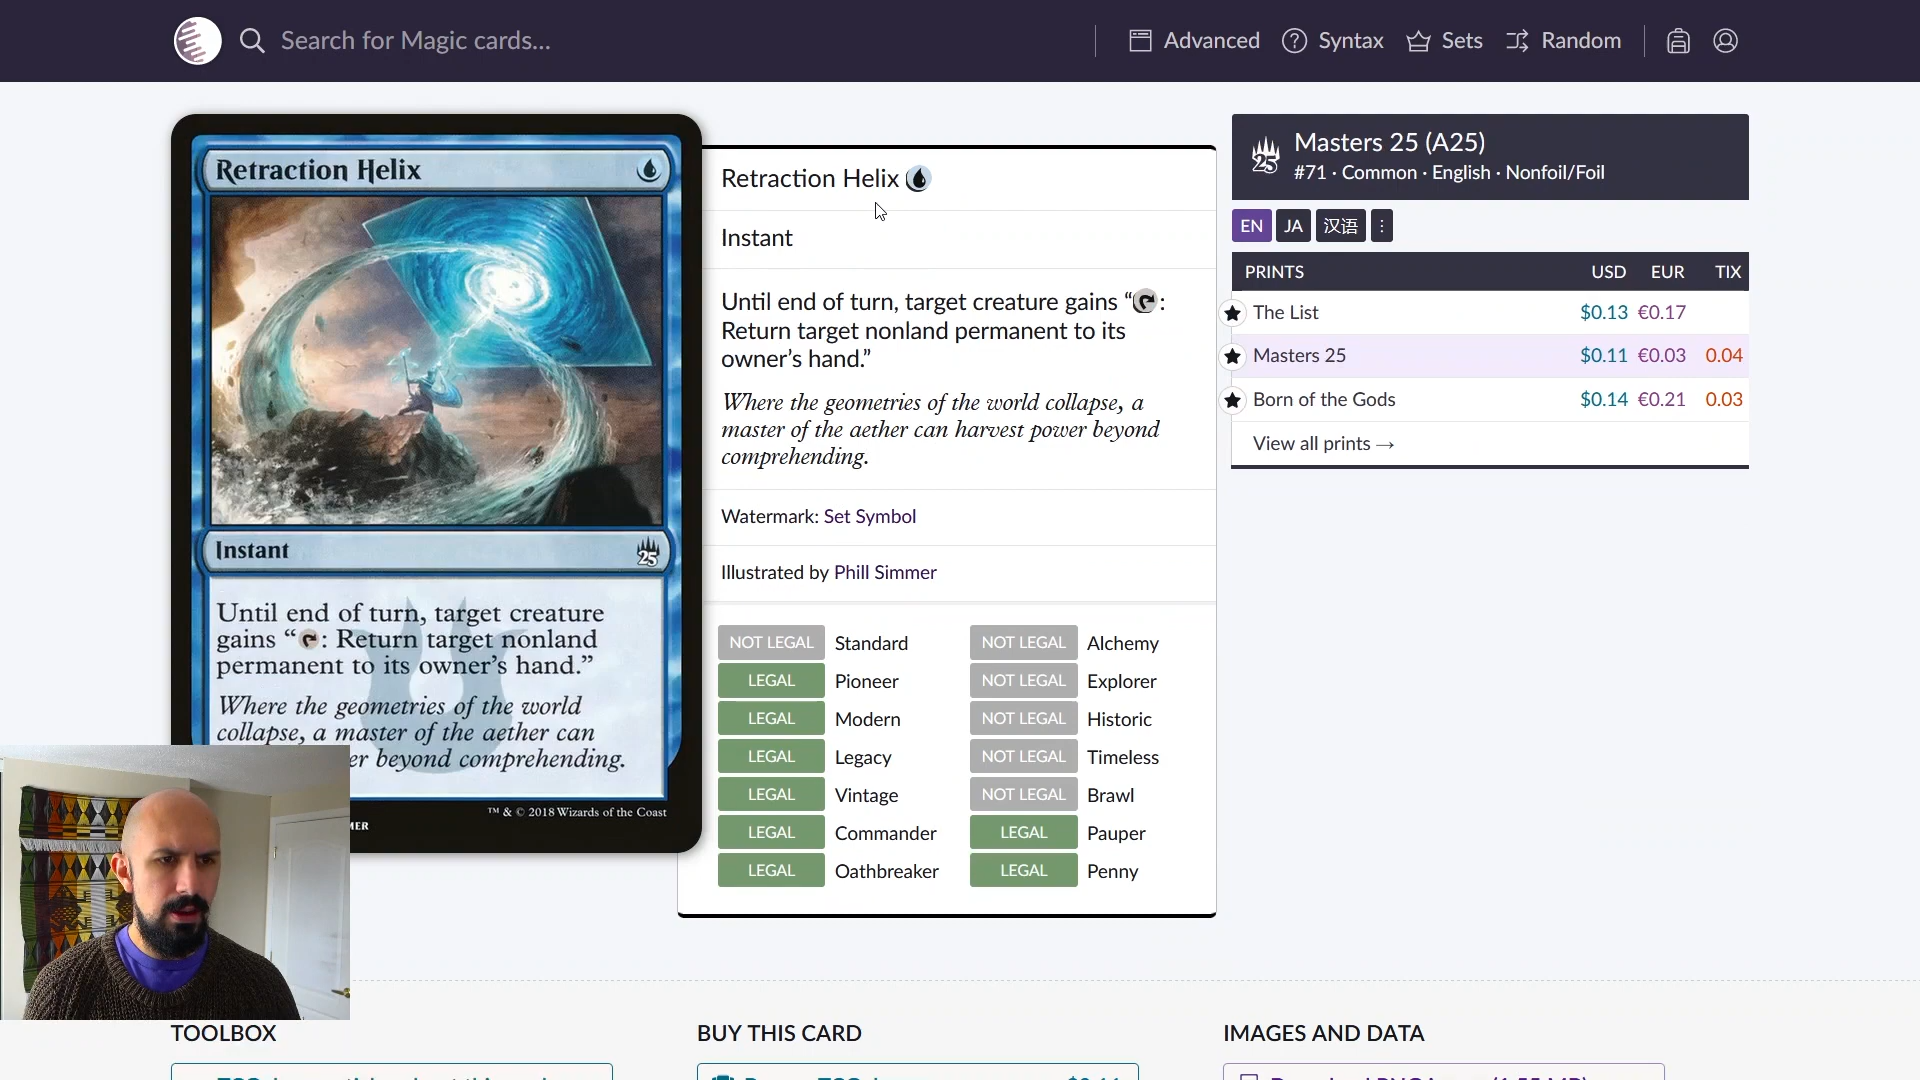 Search for Magic cards...
Advanced
Syntax
Sets
Random
Retraction Helix
Instant
25
Until end of turn, target creature
gains “: Return target nonland
permanent to its owner's hand.”
Where the geometries of the world
collapse, a master of the aether can
er beyond comprehending.
MER
™ & © 2018 Wizards of the Coast
Retraction Helix
Instant
Until end of turn, target creature gains “:
Return target nonland permanent to its
owner's hand.”
Where the geometries of the world collapse, a
master of the aether can harvest power beyond
comprehending.
Watermark: Set Symbol
Illustrated by Phill Simmer
NOT LEGAL Standard NOT LEGAL Alchemy
LEGAL Pioneer NOT LEGAL Explorer
LEGAL Modern NOT LEGAL Historic
LEGAL Legacy NOT LEGAL Timeless
LEGAL Vintage NOT LEGAL Brawl
LEGAL Commander LEGAL Pauper
LEGAL Oathbreaker LEGAL Penny
25
Masters 25 (A25)
#71 · Common · English · Nonfoil/Foil
EN JA 汉语 ⋮
PRINTS USD EUR TIX
The List $0.13 €0.17
Masters 25 $0.11 €0.03 0.04
Born of the Gods $0.14 €0.21 0.03
View all prints →
TOOLBOX
BUY THIS CARD
IMAGES AND DATA